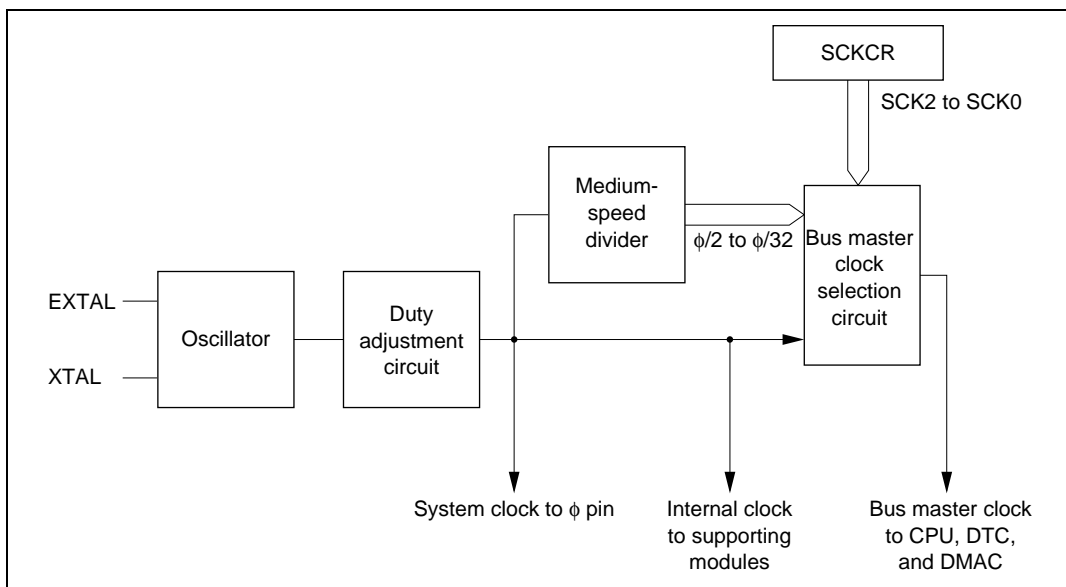 SCKCR
SCK2 to SCK0
Medium-
speed
divider
ϕ/2 to ϕ/32
Bus master
clock
selection
circuit
EXTAL
XTAL
Oscillator
Duty
adjustment
circuit
System clock to ϕ pin
Internal clock
to supporting
modules
Bus master clock
to CPU, DTC,
and DMAC